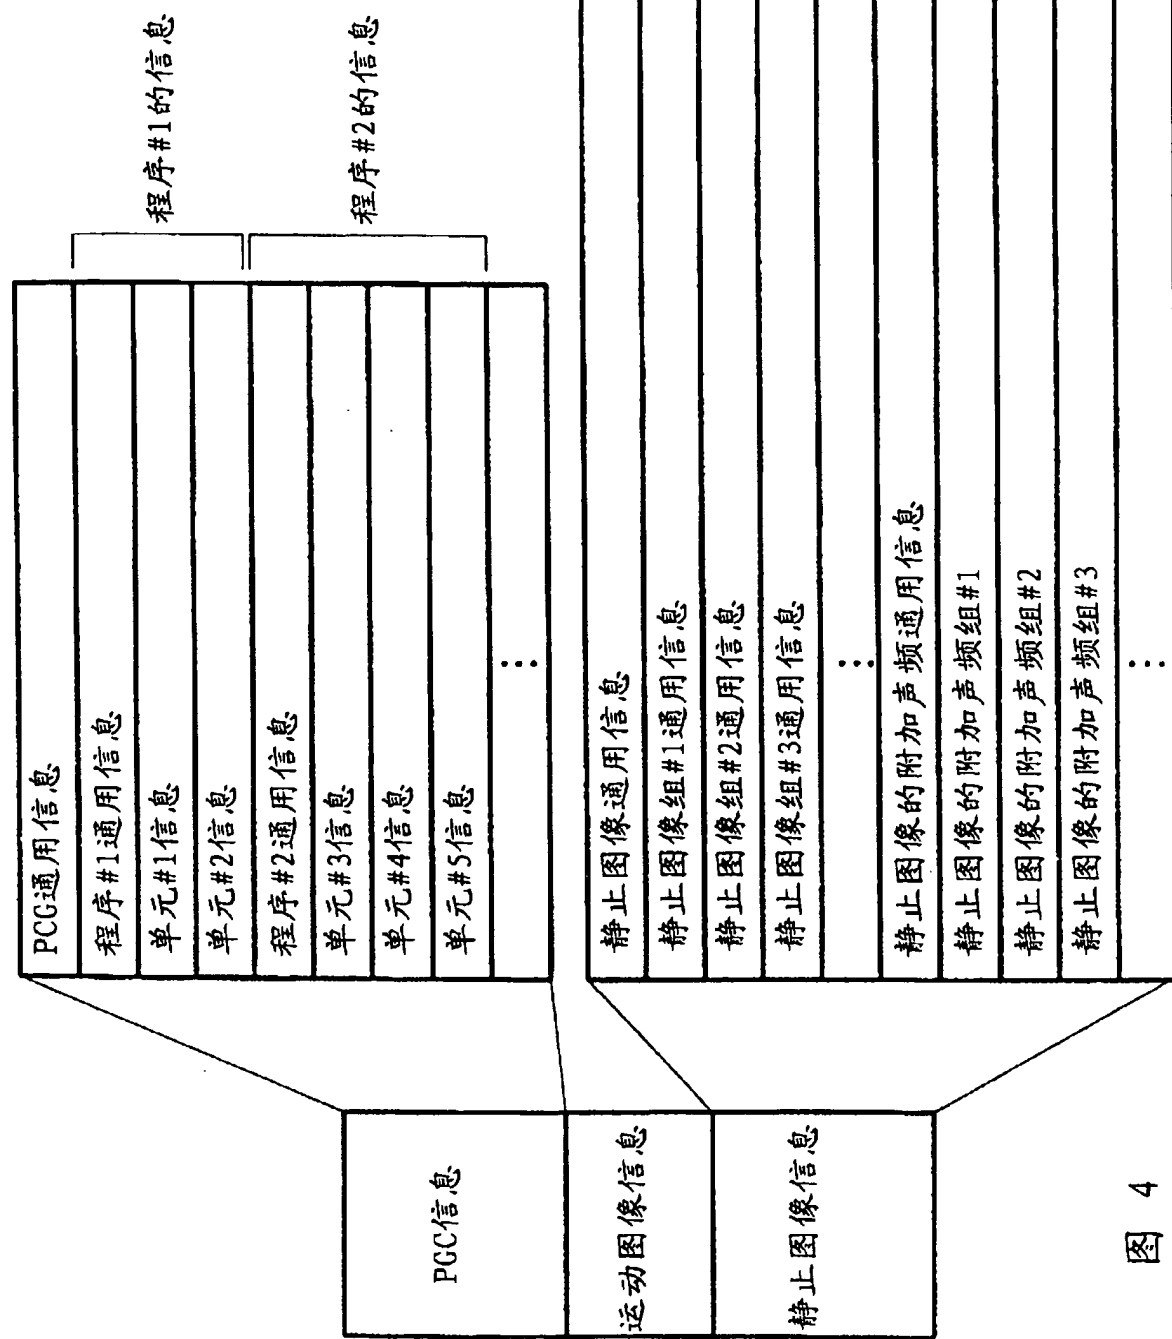 PGC信息
运动图像信息
静止图像信息
PCG通用信息
程序#1通用信息
单元#1信息
单元#2信息
程序#2通用信息
单元#3信息
单元#4信息
单元#5信息
...
程序#1的信息
程序#2的信息
静止图像通用信息
静止图像组#1通用信息
静止图像组#2通用信息
静止图像组#3通用信息
...
静止图像的附加声频通用信息
静止图像的附加声频组#1
静止图像的附加声频组#2
静止图像的附加声频组#3
...
图 4